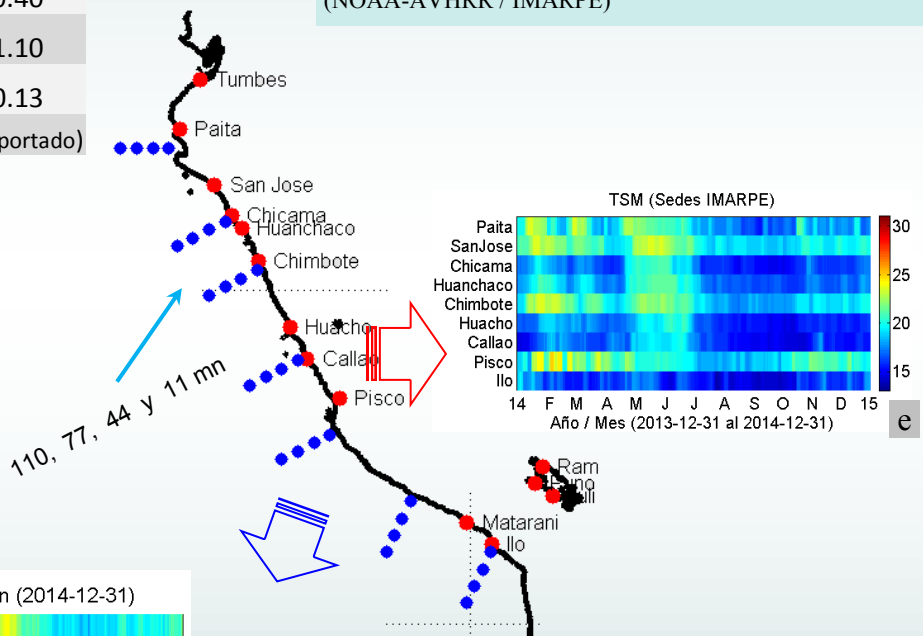 (NOAA-AVHRR / IMARPE)
1.10
0.13
portado)
Tumbes
Paita
San Jose
Chicama
Huanchaco
Chimbote
Huacho
Callao
Pisco
110, 77, 44 y 11 mn
TSM (Sedes IMARPE)
Paita
SanJose
Chicama
Huanchaco
Chimbote
Huacho
Callao
Pisco
Ilo
30
25
20
15
14 F M A M J J A S O N D 15
Año / Mes (2013-12-31 al 2014-12-31)
e
Ram
Puno
Matarani
Ilo
n (2014-12-31)